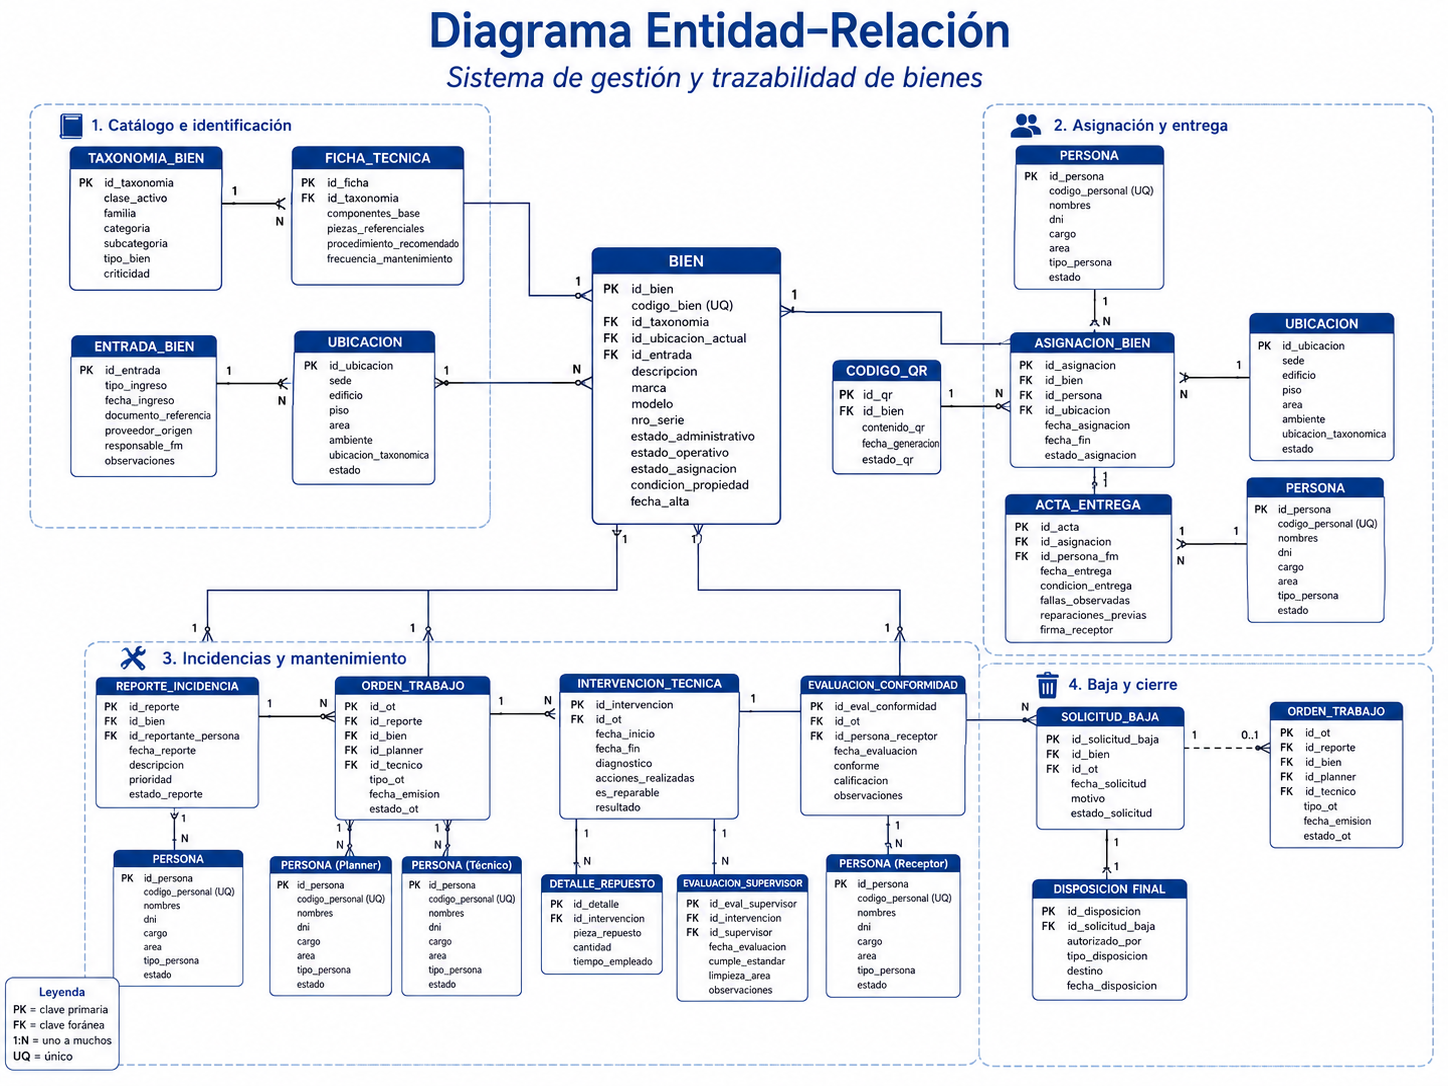 Diagrama Entidad–Relación
Sistema de gestión y trazabilidad de bienes
1. Catálogo e identificación
TAXONOMIA_BIEN
PK id_taxonomia
clase_activo
familia
categoria
subcategoria
tipo_bien
criticidad
1
N
FICHA_TECNICA
PK id_ficha
FK id_taxonomia
componentes_base
piezas_referenciales
procedimiento_recomendado
frecuencia_mantenimiento
ENTRADA_BIEN
PK id_entrada
tipo_ingreso
fecha_ingreso
documento_referencia
proveedor_origen
responsable_fm
observaciones
1
N
UBICACION
PK id_ubicacion
sede
edificio
piso
area
ambiente
ubicacion_taxonomica
estado
1
N
1
BIEN
PK id_bien
codigo_bien (UQ)
FK id_taxonomia
FK id_ubicacion_actual
FK id_entrada
descripcion
marca
modelo
nro_serie
estado_administrativo
estado_operativo
estado_asignacion
condicion_propiedad
fecha_alta
1
1
1
CODIGO_QR
PK id_qr
FK id_bien
contenido_qr
fecha_generacion
estado_qr
1
N
2. Asignación y entrega
PERSONA
PK id_persona
codigo_personal (UQ)
nombres
dni
cargo
area
tipo_persona
estado
1
N
ASIGNACION_BIEN
PK id_asignacion
FK id_bien
FK id_persona
FK id_ubicacion
fecha_asignacion
fecha_fin
estado_asignacion
1
N
UBICACION
PK id_ubicacion
sede
edificio
piso
area
ambiente
ubicacion_taxonomica
estado
1
ACTA_ENTREGA
PK id_acta
FK id_asignacion
FK id_persona_fm
fecha_entrega
condicion_entrega
fallas_observadas
reparaciones_previas
firma_receptor
1
1
N
PERSONA
PK id_persona
codigo_personal (UQ)
nombres
dni
cargo
area
tipo_persona
estado
1
1
1
3. Incidencias y mantenimiento
REPORTE_INCIDENCIA
PK id_reporte
FK id_bien
FK id_reportante_persona
fecha_reporte
descripcion
prioridad
estado_reporte
1
N
ORDEN_TRABAJO
PK id_ot
FK id_reporte
FK id_bien
FK id_planner
FK id_tecnico
tipo_ot
fecha_emision
estado_ot
1
N
INTERVENCION_TECNICA
PK id_intervencion
FK id_ot
fecha_inicio
fecha_fin
diagnostico
acciones_realizadas
es_reparable
resultado
1
EVALUACION_CONFORMIDAD
PK id_eval_conformidad
FK id_ot
FK id_persona_receptor
fecha_evaluacion
conforme
calificacion
observaciones
N
1
N
PERSONA
PK id_persona
codigo_personal (UQ)
nombres
dni
cargo
area
tipo_persona
estado
1
N
PERSONA (Planner)
PK id_persona
codigo_personal (UQ)
nombres
dni
cargo
area
tipo_persona
estado
1
N
PERSONA (Técnico)
PK id_persona
codigo_personal (UQ)
nombres
dni
cargo
area
tipo_persona
estado
1
N
DETALLE_REPUESTO
PK id_detalle
FK id_intervencion
pieza_repuesto
cantidad
tiempo_empleado
1
N
EVALUACION_SUPERVISOR
PK id_eval_supervisor
FK id_intervencion
FK id_supervisor
fecha_evaluacion
cumple_estandar
limpieza_area
observaciones
1
N
PERSONA (Receptor)
PK id_persona
codigo_personal (UQ)
nombres
dni
cargo
area
tipo_persona
estado
4. Baja y cierre
SOLICITUD_BAJA
PK id_solicitud_baja
FK id_bien
FK id_ot
fecha_solicitud
motivo
estado_solicitud
1
0..1
ORDEN_TRABAJO
PK id_ot
FK id_reporte
FK id_bien
FK id_planner
FK id_tecnico
tipo_ot
fecha_emision
estado_ot
1
1
DISPOSICION FINAL
PK id_disposicion
FK id_solicitud_baja
autorizado_por
tipo_disposicion
destino
fecha_disposicion
Leyenda
PK = clave primaria
FK = clave foránea
1:N = uno a muchos
UQ = único